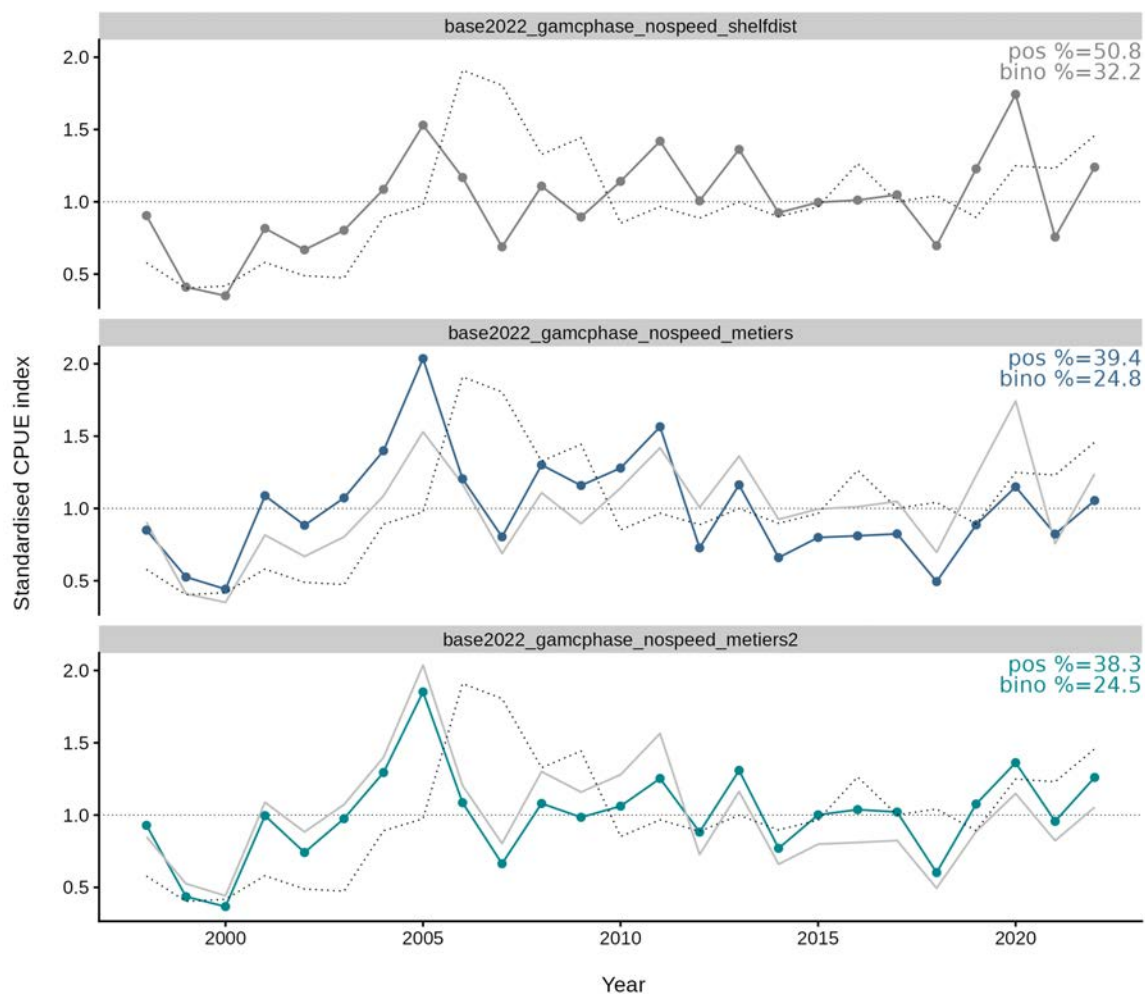 base2022_gamcphase_nospeed_shelfdist
pos %=50.8
bino %=32.2
2.0
1.5
1.0
0.5
base2022_gamcphase_nospeed_metiers
pos %=39.4
bino %=24.8
2.0
1.5
1.0
0.5
Standardised CPUE index
base2022_gamcphase_nospeed_metiers2
pos %=38.3
bino %=24.5
2.0
1.5
1.0
0.5
2000 2005 2010 2015 2020
Year